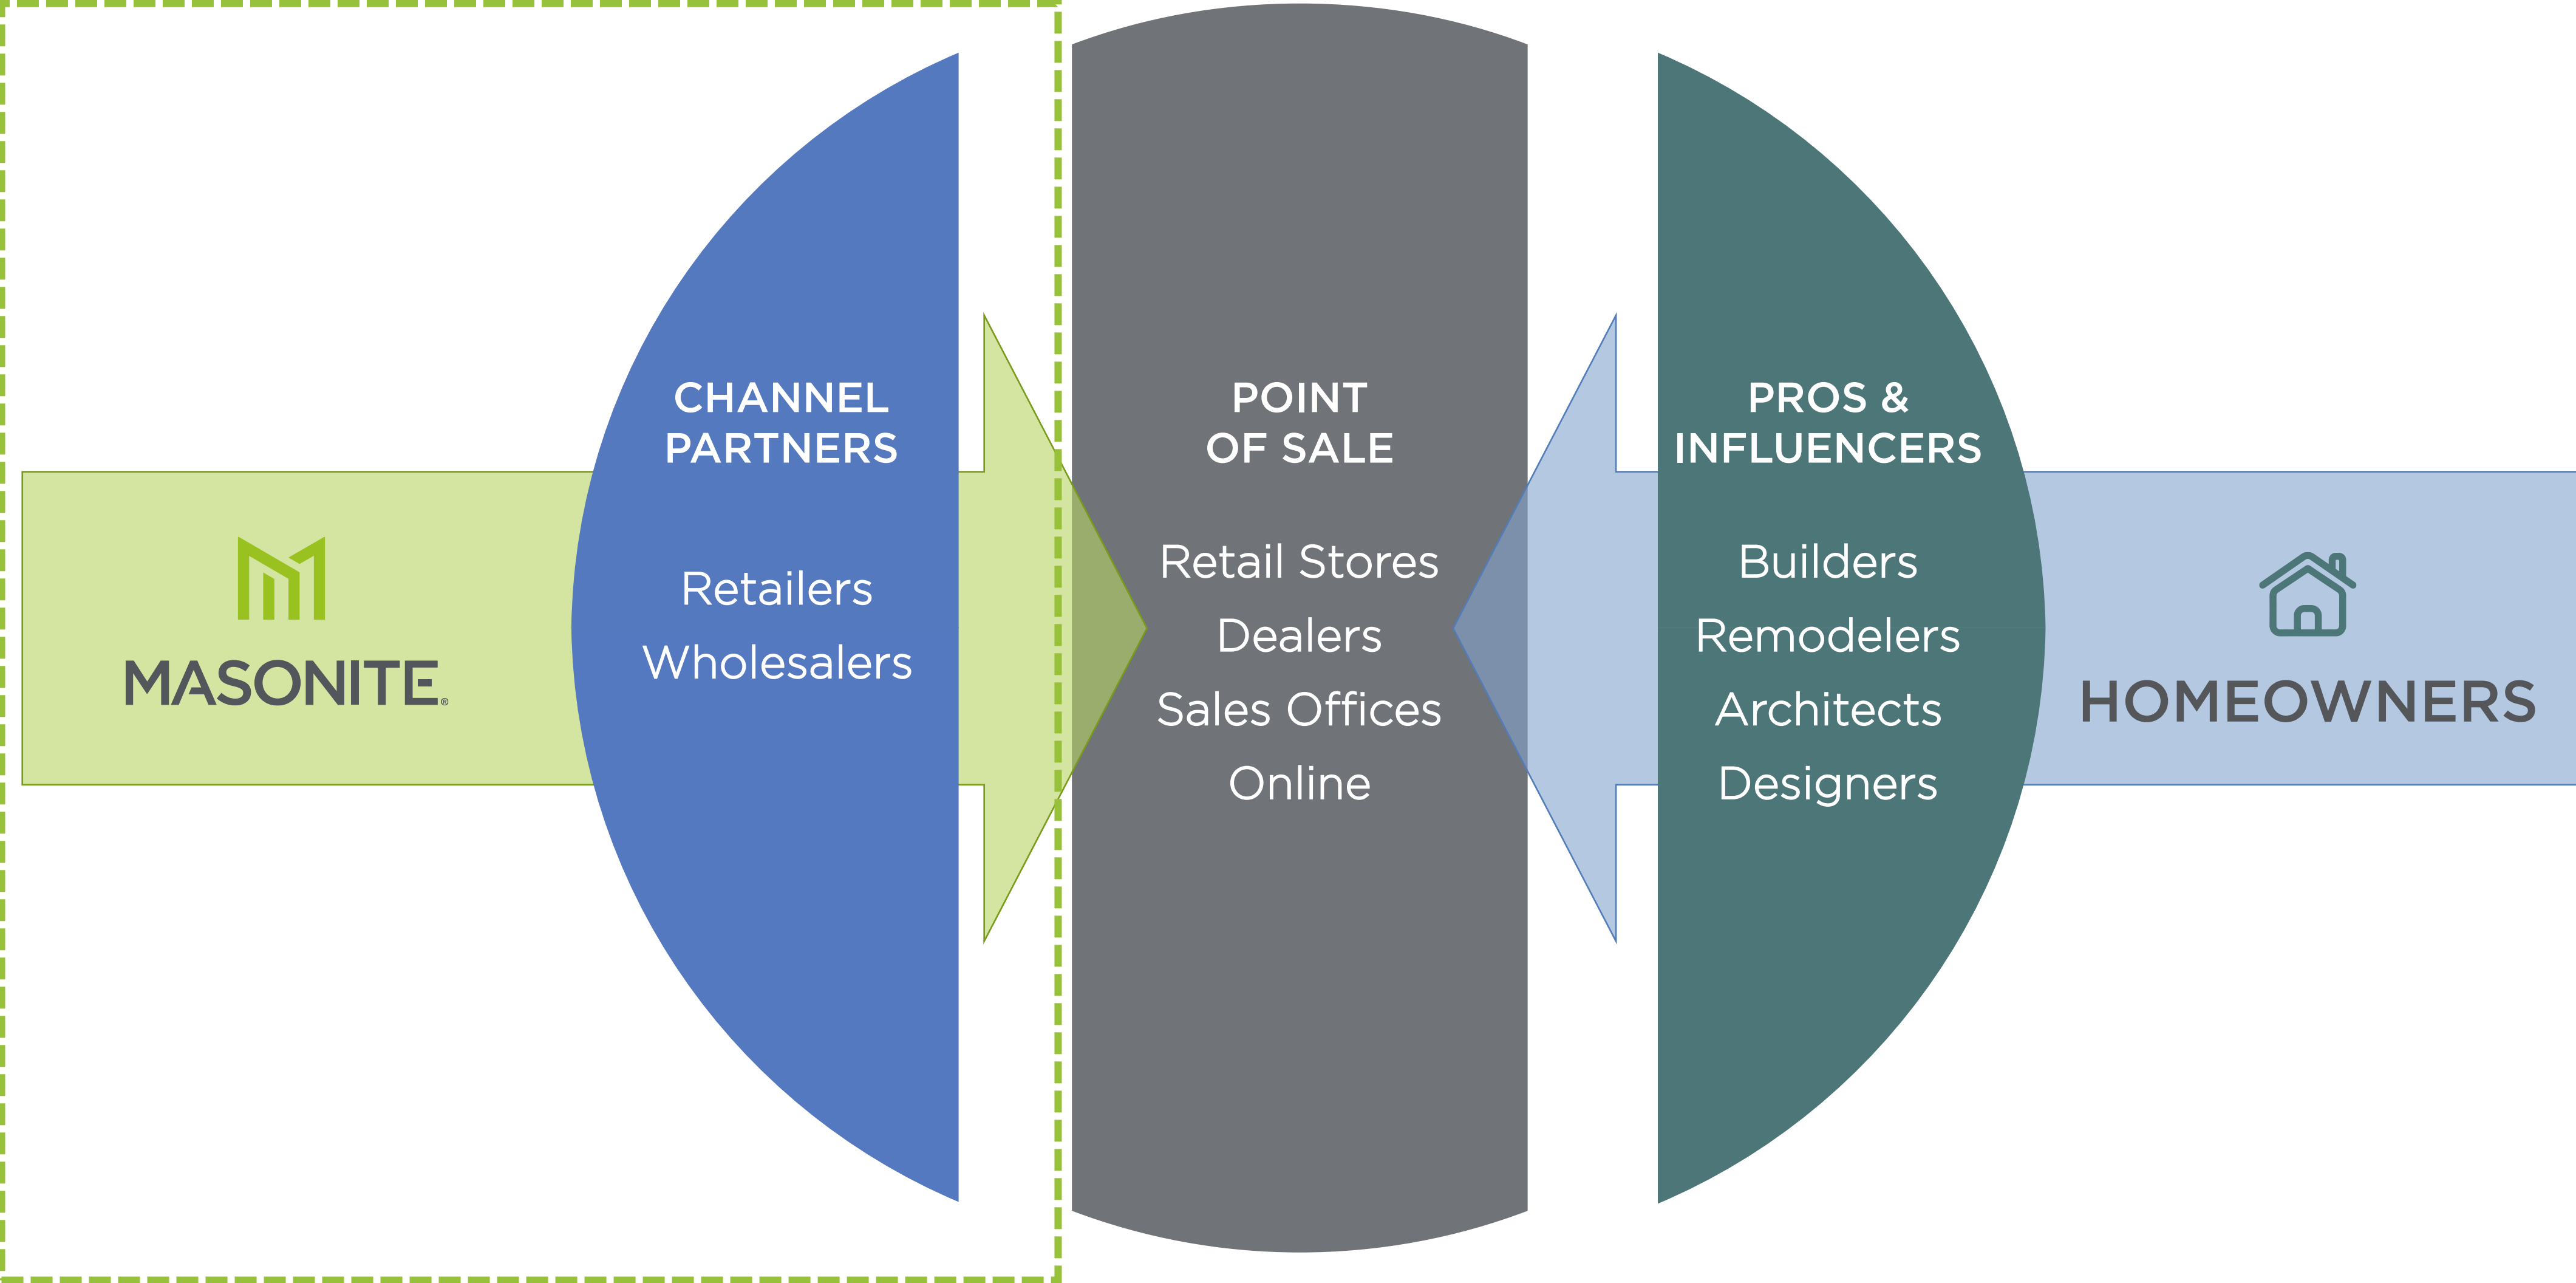 MASONITE®
CHANNEL
PARTNERS
Retailers
Wholesalers
POINT
OF SALE
Retail Stores
Dealers
Sales Offices
Online
PROS &
INFLUENCERS
Builders
Remodelers
Architects
Designers
HOMEOWNERS